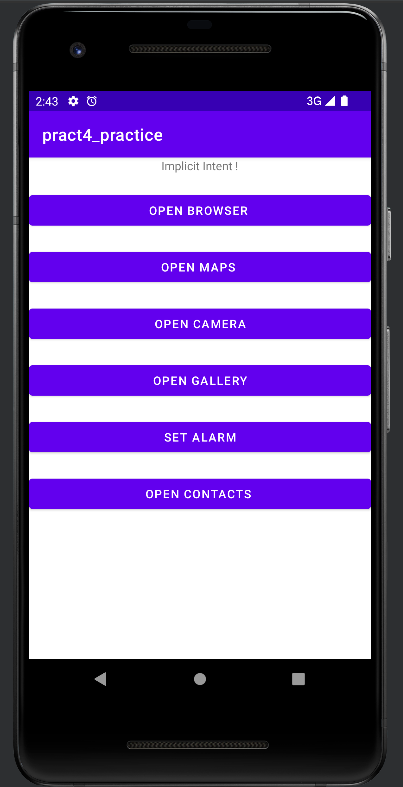 2:43 3G
pract4_practice
Implicit Intent !
OPEN BROWSER
OPEN MAPS
OPEN CAMERA
OPEN GALLERY
SET ALARM
OPEN CONTACTS